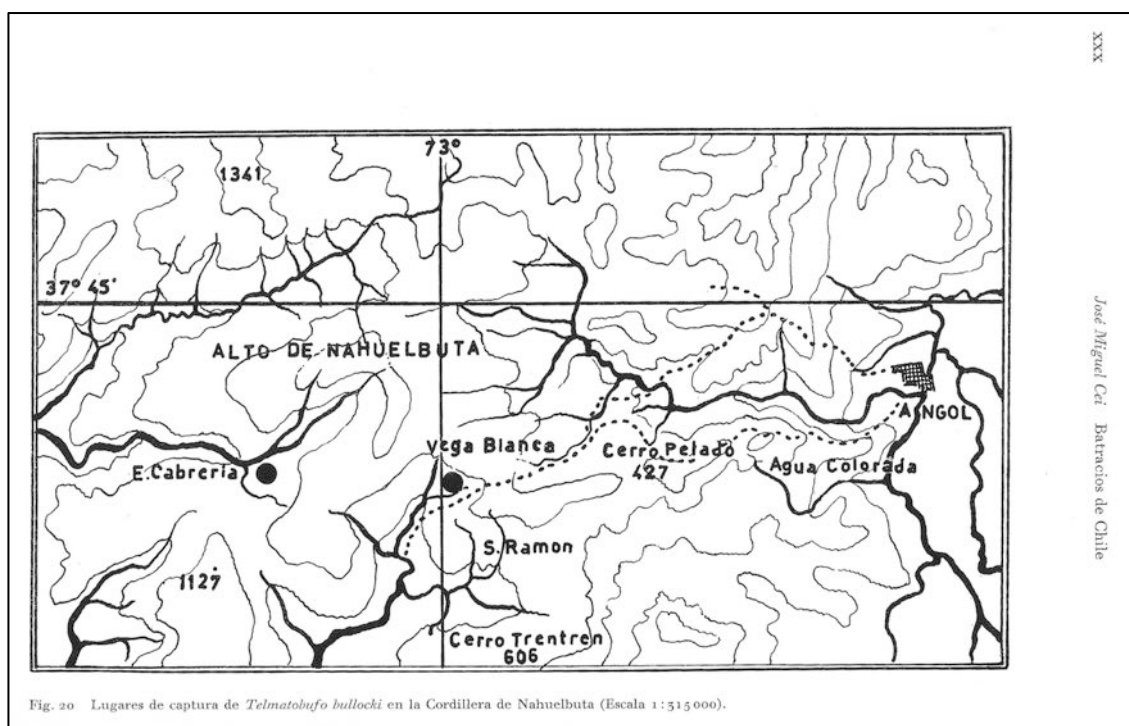 xxx
José Miguel Cei   Batracios de Chile
73°
1341
37° 45'
ALTO DE NAHUELBUTA
ANGOL
Vega Blanca
Cerro Pelado
427
Agua Colorada
E. Cabrería
S. Ramon
1127
Cerro Trentren
606
Fig. 20   Lugares de captura de Telmatobufo bullocki en la Cordillera de Nahuelbuta (Escala 1:315000).